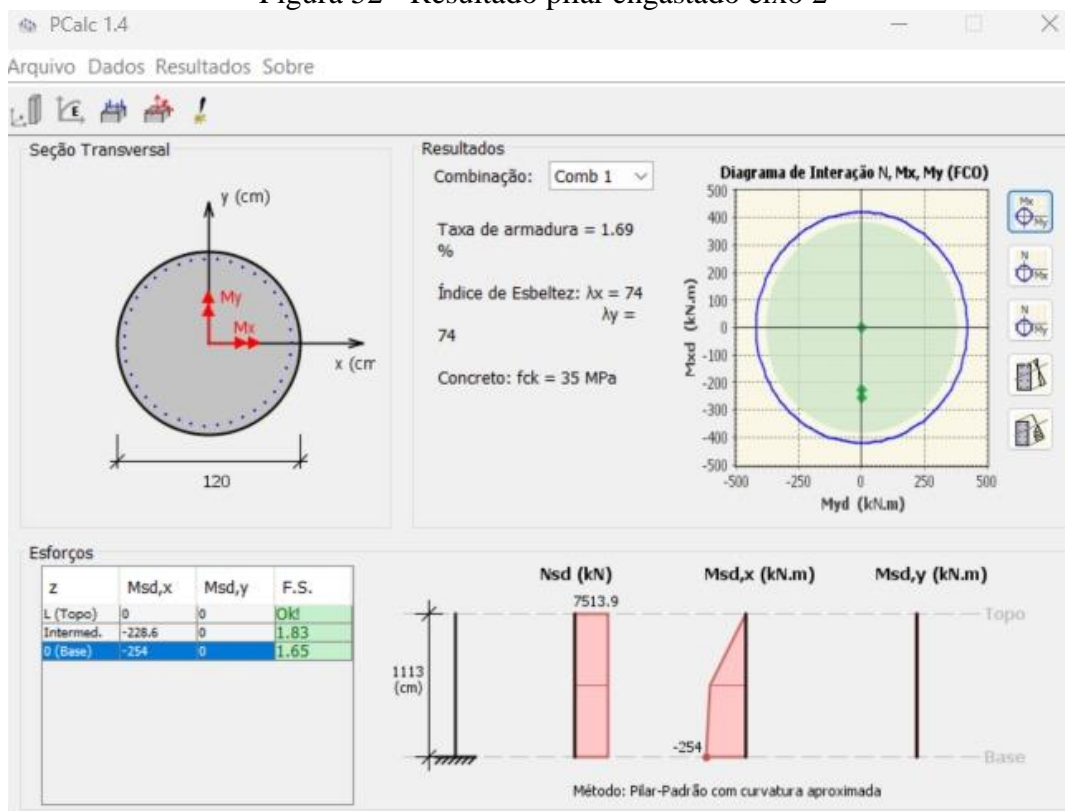 Figura 32 - Resultado pilar engastado eixo 2
PCalc 1.4
Arquivo Dados Resultados Sobre
Seção Transversal
y (cm)
My
Mx
x (cm
120
Resultados
Combinação: Comb 1
Taxa de armadura = 1.69
%
Índice de Esbeltez: λx = 74
λy =
74
Concreto: fck = 35 MPa
Diagrama de Interação N, Mx, My (FCO)
Mxd (kN.m)
500
400
300
200
100
0
-100
-200
-300
-400
-500
-500 -250 0 250 500
Myd (kN.m)
Mx
My
N
Mx
N
My
Esforços
z Msd,x Msd,y F.S.
L (Topo) 0 0 Ok!
Intermed. -228.6 0 1.83
0 (Base) -254 0 1.65
Nsd (kN) Msd,x (kN.m) Msd,y (kN.m)
7513.9
Topo
1113
(cm)
-254
Base
Método: Pilar-Padrão com curvatura aproximada